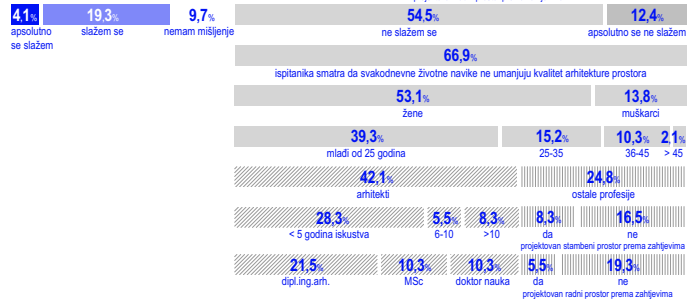 4,1% 19,3% 9,7% 54,5% 12,4%
apsolutno se slažem slažem se nemam mišljenje ne slažem se apsolutno se ne slažem
66,9%
ispitanika smatra da svakodnevne životne navike ne umanjuju kvalitet arhitekture prostora
53,1% 13,8%
žene muškarci
39,3% 15,2% 10,3% 2,1%
mlađi od 25 godina 25-35 36-45 > 45
42,1% 24,8%
arhitekti ostale profesije
28,3% 5,5% 8,3% 8,3% 16,5%
< 5 godina iskustva 6-10 >10 da ne
projektovan stambeni prostor prema zahtjevima
21,5% 10,3% 10,3% 5,5% 19,3%
dipl.ing.arh. MSc doktor nauka da ne
projektovan radni prostor prema zahtjevima